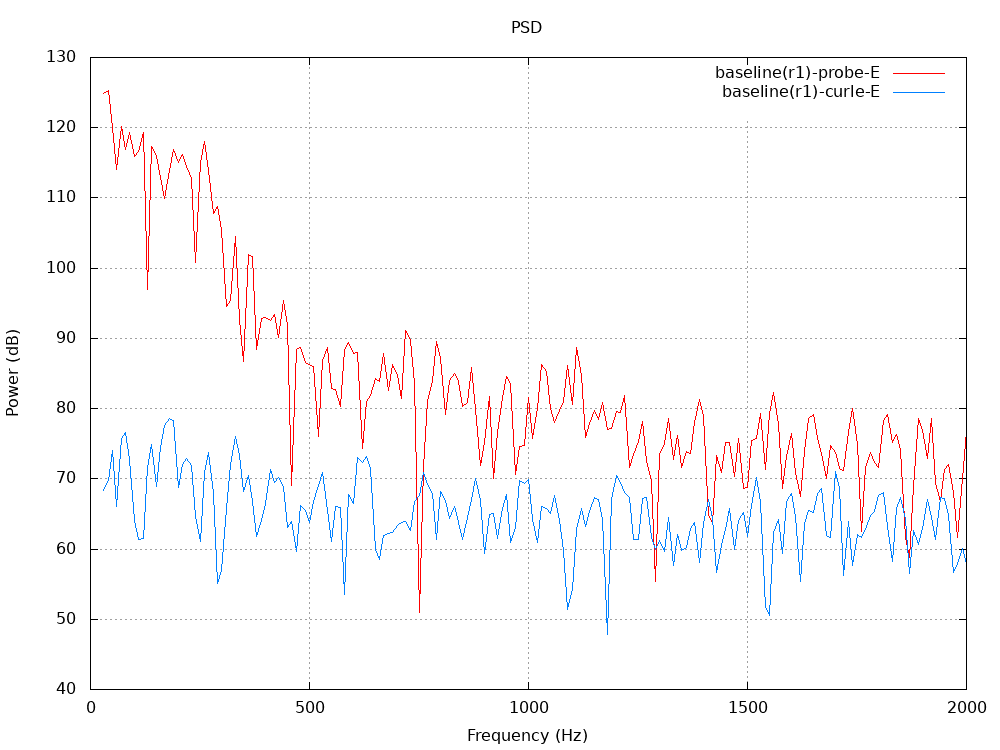 PSD
130
120
110
100
90
80
70
60
50
40
Power (dB)
baseline(r1)-probe-E
baseline(r1)-curle-E
0 500 1000 1500 2000
Frequency (Hz)